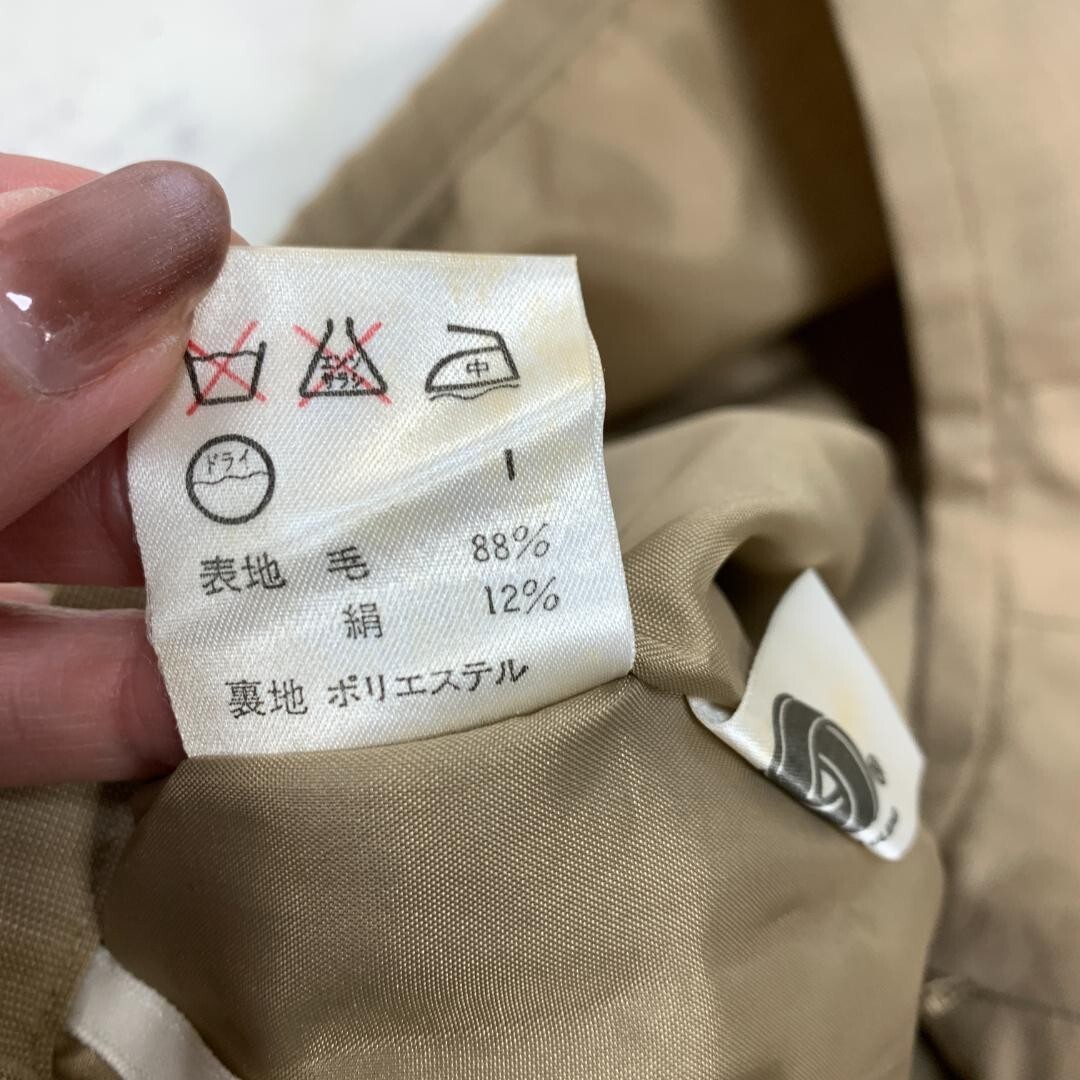 エンソ
サラシ
中
ドライ
I
表地 毛 88%
絹 12%
裏地 ポリエステル
®